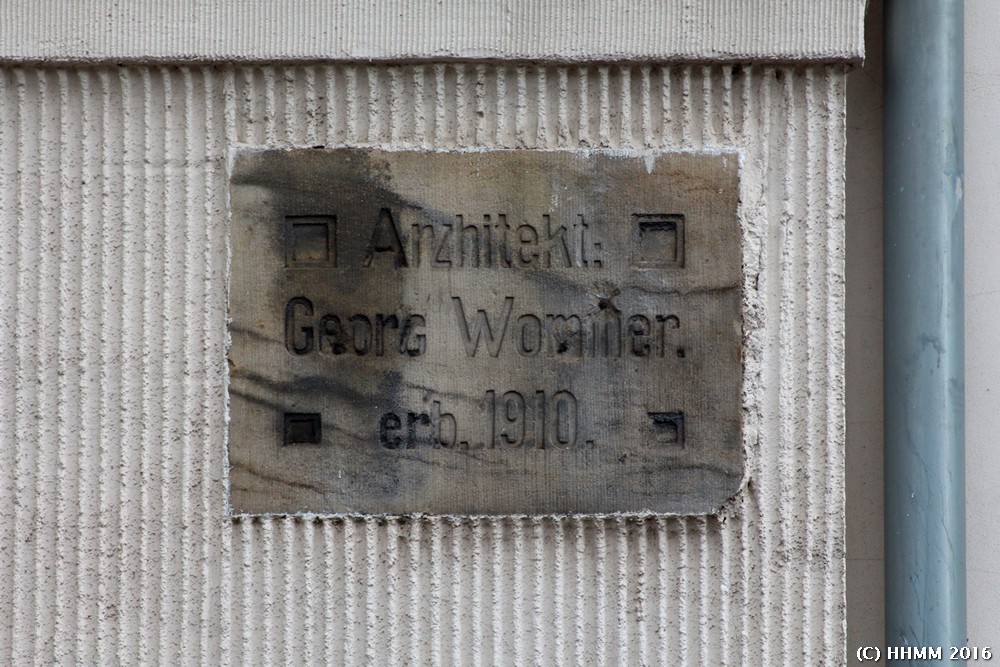 Arzhitekt:
Georg Wommer.
erb. 1910.
(C) HHMM 2016